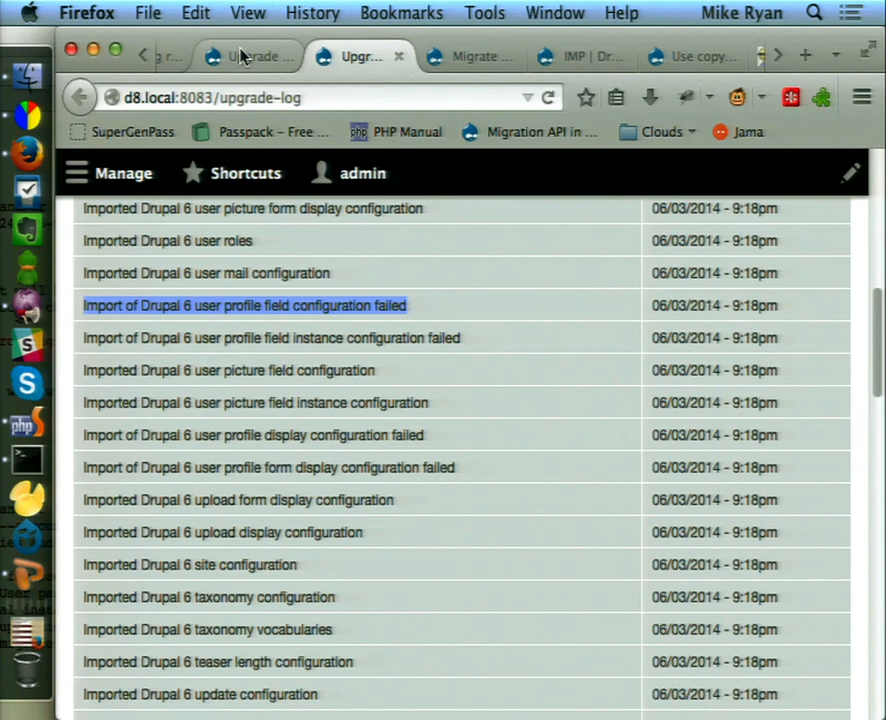 Firefox File Edit View History Bookmarks Tools Window Help Mike Ryan
g r... Upgrade ... Upgr... Migrate ... IMP | Dr... Use copy...
d8.local:8083/upgrade-log
SuperGenPass Passpack - Free ... php PHP Manual Migration API in ... Clouds Jama
Manage Shortcuts admin
Imported Drupal 6 user picture form display configuration 06/03/2014 - 9:18pm
Imported Drupal 6 user roles 06/03/2014 - 9:18pm
Imported Drupal 6 user mail configuration 06/03/2014 - 9:18pm
Import of Drupal 6 user profile field configuration failed 06/03/2014 - 9:18pm
Import of Drupal 6 user profile field instance configuration failed 06/03/2014 - 9:18pm
Imported Drupal 6 user picture field configuration 06/03/2014 - 9:18pm
Imported Drupal 6 user picture field instance configuration 06/03/2014 - 9:18pm
Import of Drupal 6 user profile display configuration failed 06/03/2014 - 9:18pm
Import of Drupal 6 user profile form display configuration failed 06/03/2014 - 9:18pm
Imported Drupal 6 upload form display configuration 06/03/2014 - 9:18pm
Imported Drupal 6 upload display configuration 06/03/2014 - 9:18pm
Imported Drupal 6 site configuration 06/03/2014 - 9:18pm
Imported Drupal 6 taxonomy configuration 06/03/2014 - 9:18pm
Imported Drupal 6 taxonomy vocabularies 06/03/2014 - 9:18pm
Imported Drupal 6 teaser length configuration 06/03/2014 - 9:18pm
Imported Drupal 6 update configuration 06/03/2014 - 9:18pm
php